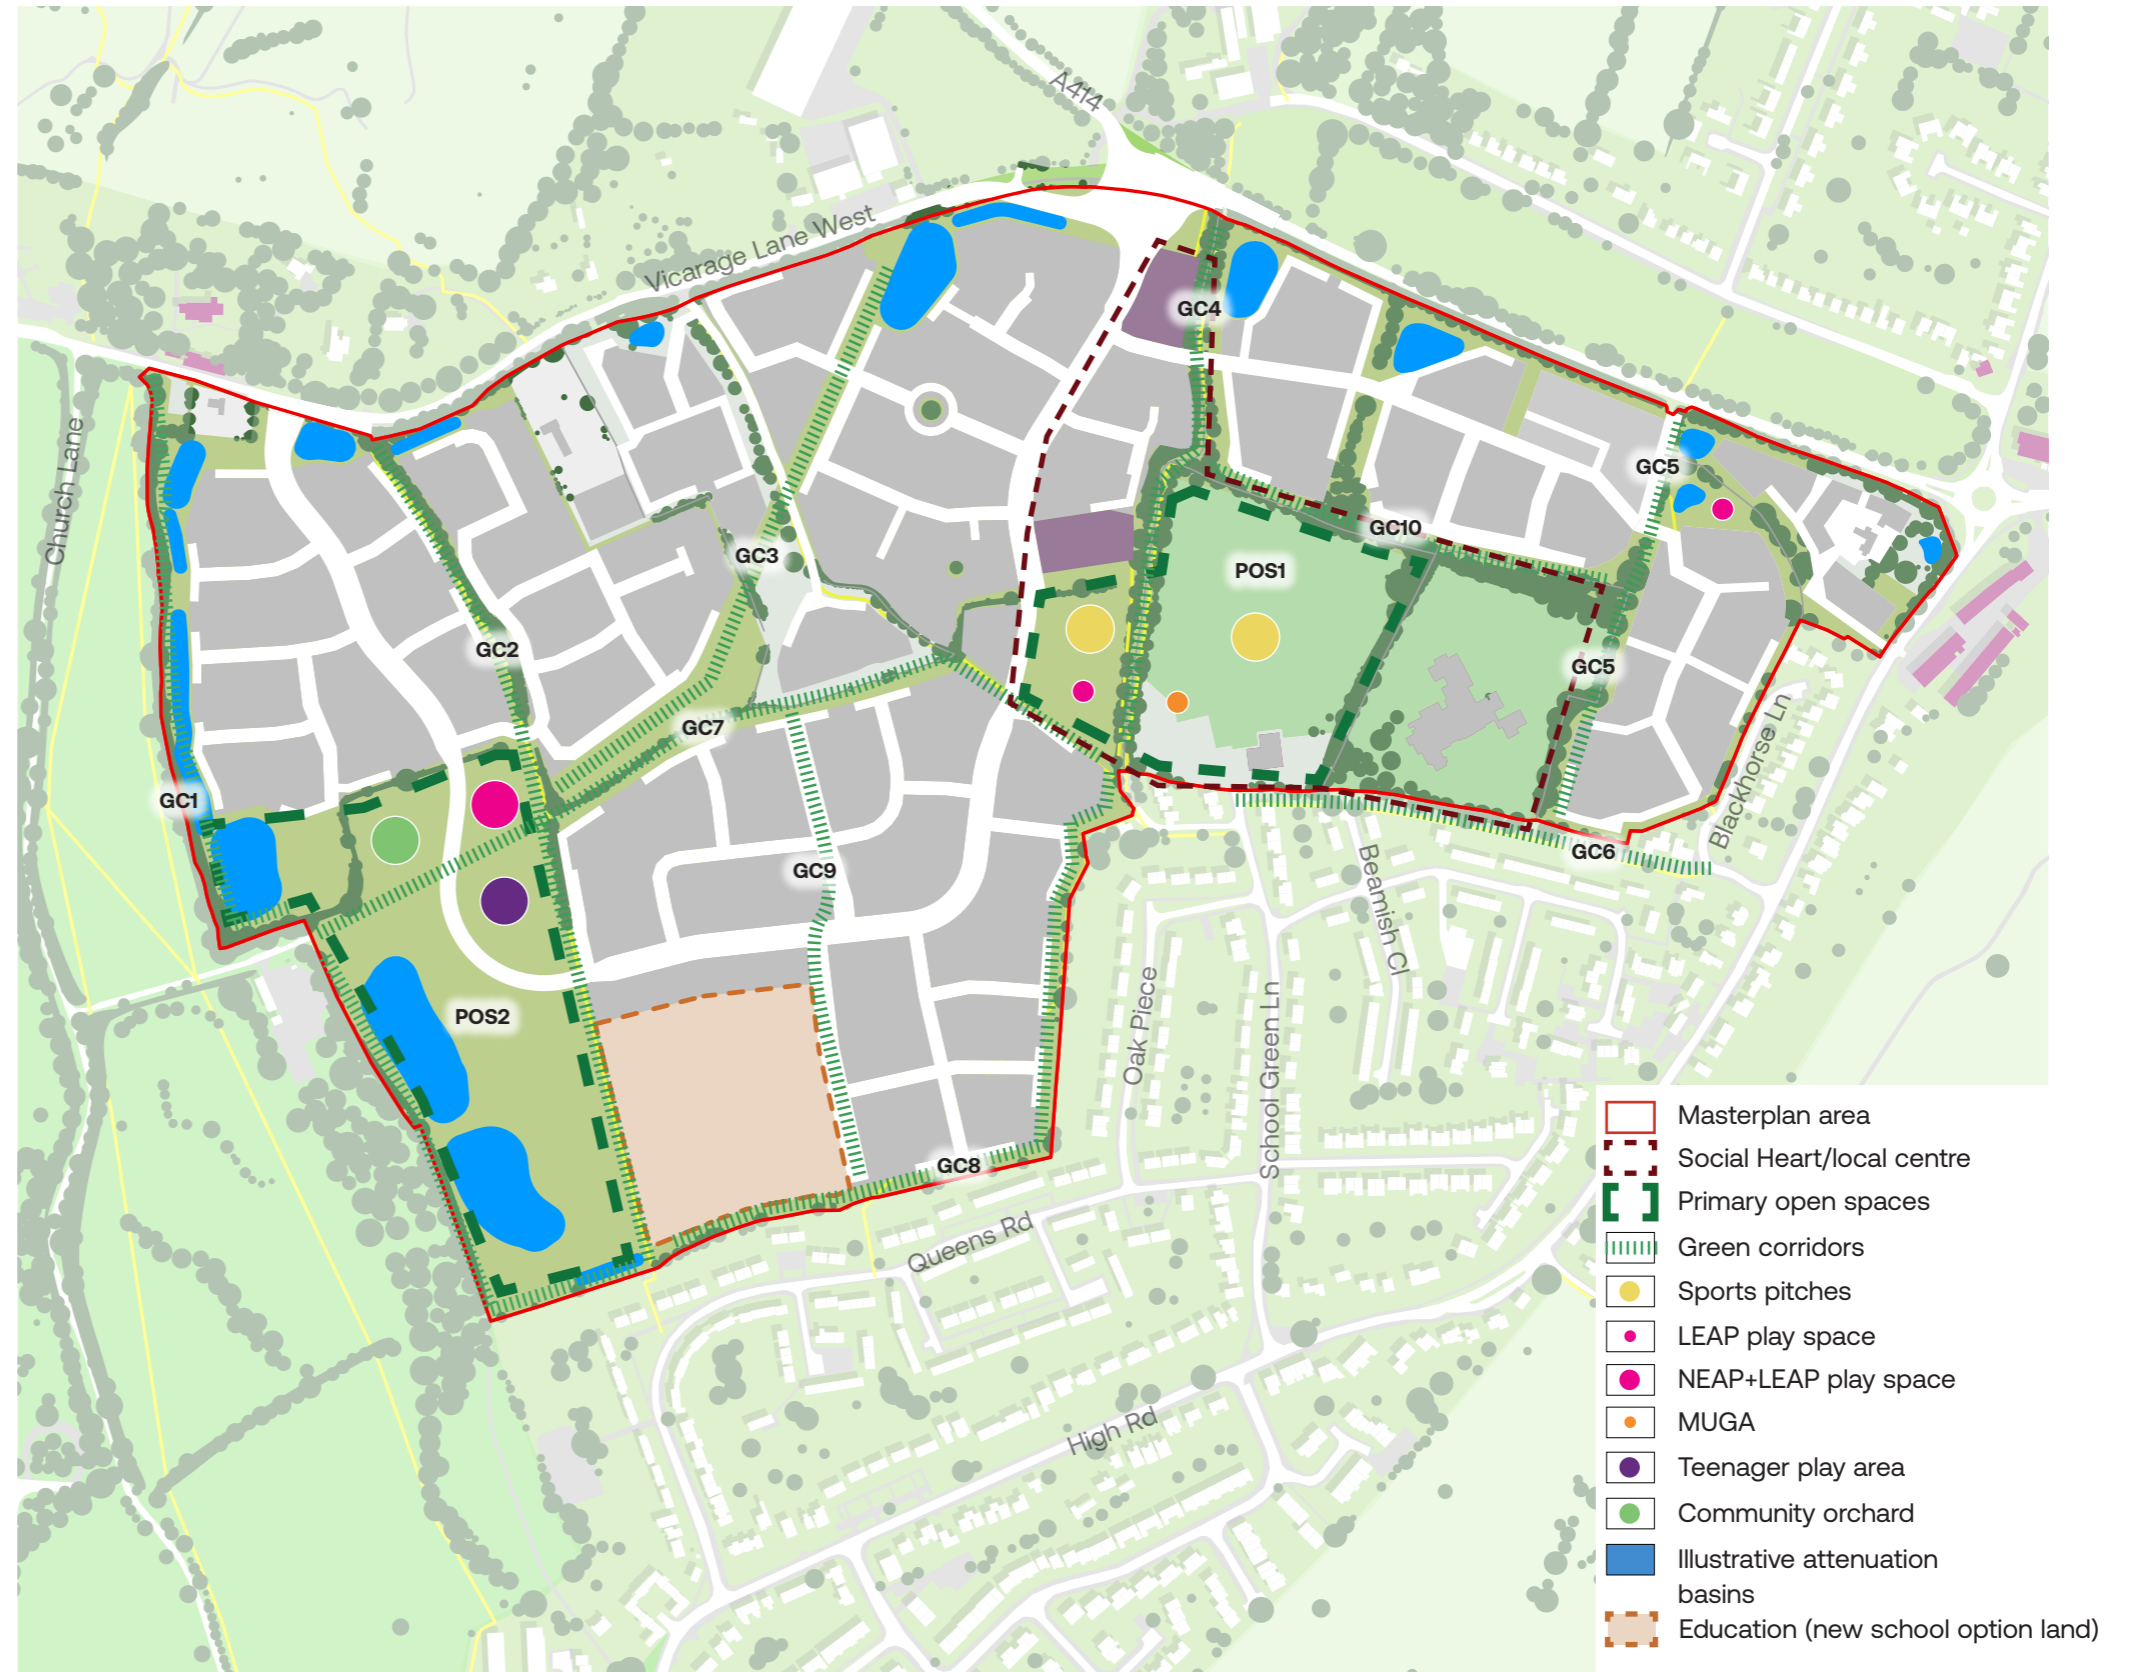 A414
Vicarage Lane West
Church Lane
GC4
GC5
GC10
GC3
POS1
GC2
GC5
GC7
Blackhorse Ln
GC1
GC6
GC9
Beamish Cl
POS2
Oak Piece
School Green Ln
GC8
Queens Rd
High Rd
Masterplan area
Social Heart/local centre
Primary open spaces
Green corridors
Sports pitches
LEAP play space
NEAP+LEAP play space
MUGA
Teenager play area
Community orchard
Illustrative attenuation
basins
Education (new school option land)